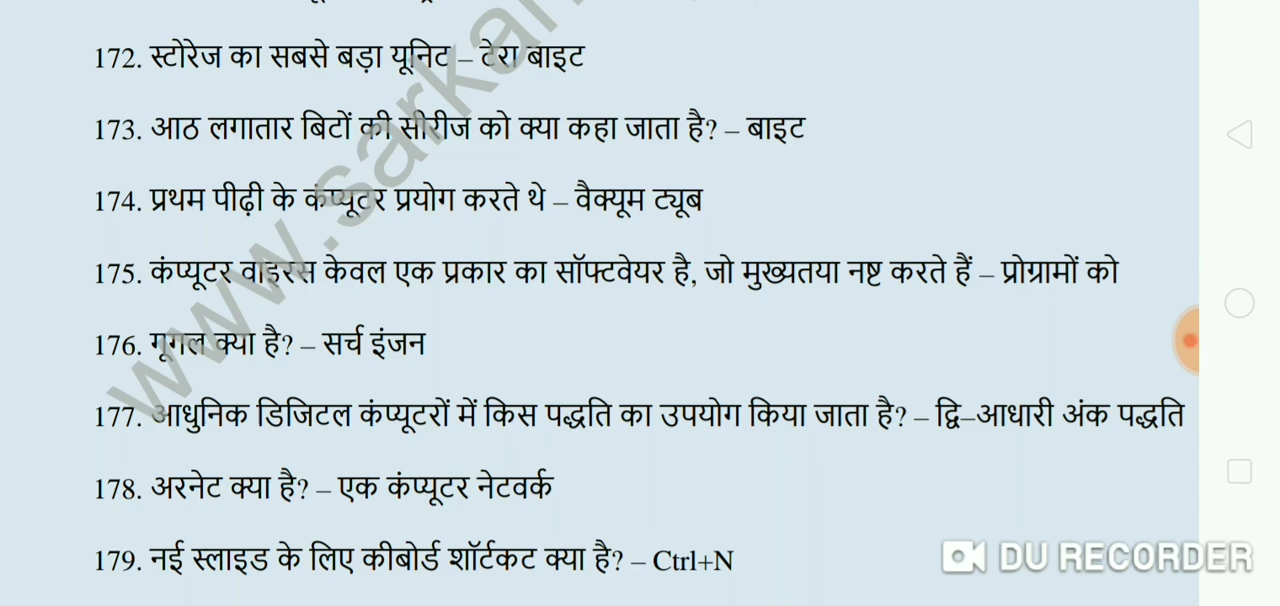 172. स्टोरेज का सबसे बड़ा यूनिट – टेरा बाइट
173. आठ लगातार बिटों की सीरीज को क्या कहा जाता है? – बाइट
174. प्रथम पीढ़ी के कंप्यूटर प्रयोग करते थे – वैक्यूम ट्यूब
175. कंप्यूटर वाइरस केवल एक प्रकार का सॉफ्टवेयर है, जो मुख्यतया नष्ट करते हैं – प्रोग्रामों को
176. गूगल क्या है? – सर्च इंजन
177. आधुनिक डिजिटल कंप्यूटरों में किस पद्धति का उपयोग किया जाता है? – द्वि–आधारी अंक पद्धति
178. अरनेट क्या है? – एक कंप्यूटर नेटवर्क
179. नई स्लाइड के लिए कीबोर्ड शॉर्टकट क्या है? – Ctrl+N
www.sarkar
DU RECORDER